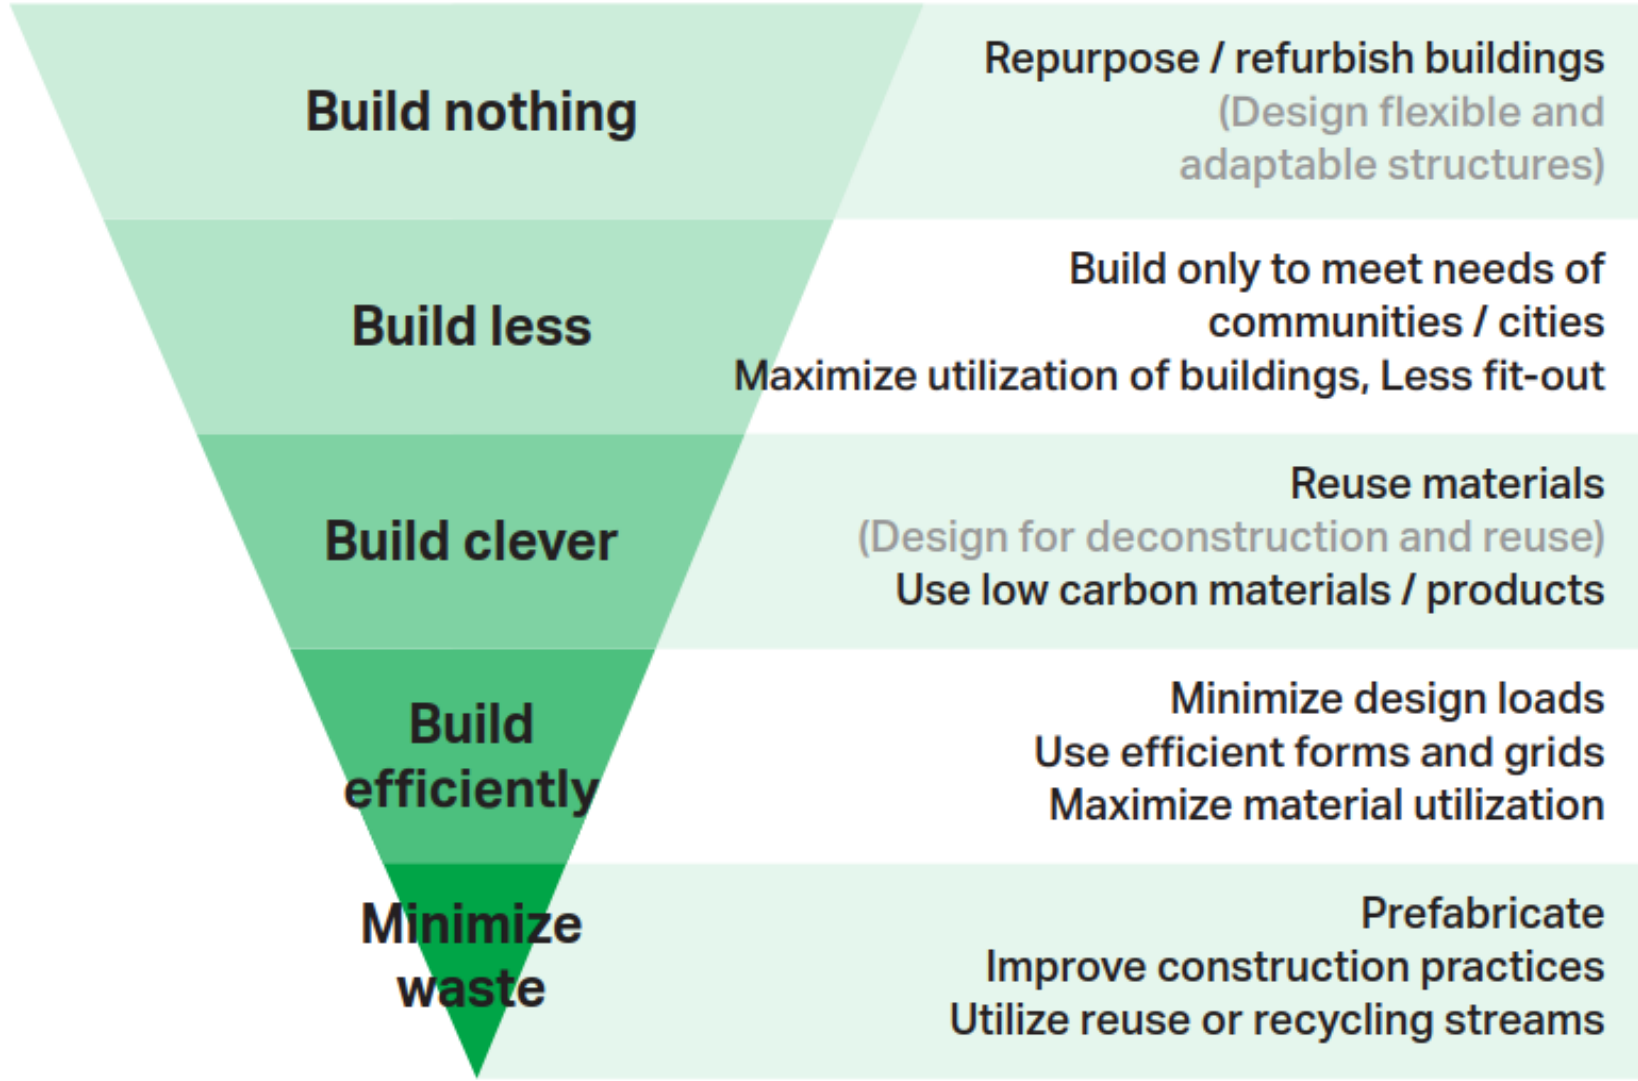 Build nothing
Repurpose / refurbish buildings
(Design flexible and
adaptable structures)
Build less
Build only to meet needs of
communities / cities
Maximize utilization of buildings, Less fit-out
Build clever
Reuse materials
(Design for deconstruction and reuse)
Use low carbon materials / products
Build
efficiently
Minimize design loads
Use efficient forms and grids
Maximize material utilization
Minimize
waste
Prefabricate
Improve construction practices
Utilize reuse or recycling streams